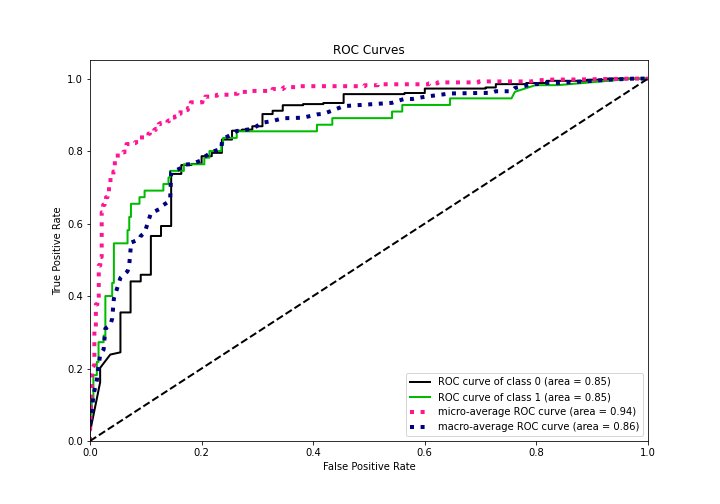 ROC Curves
True Positive Rate
1.0
0.8
0.6
0.4
0.2
0.0
ROC curve of class 0 (area = 0.85)
ROC curve of class 1 (area = 0.85)
micro-average ROC curve (area = 0.94)
macro-average ROC curve (area = 0.86)
0.0 0.2 0.4 0.6 0.8 1.0
False Positive Rate